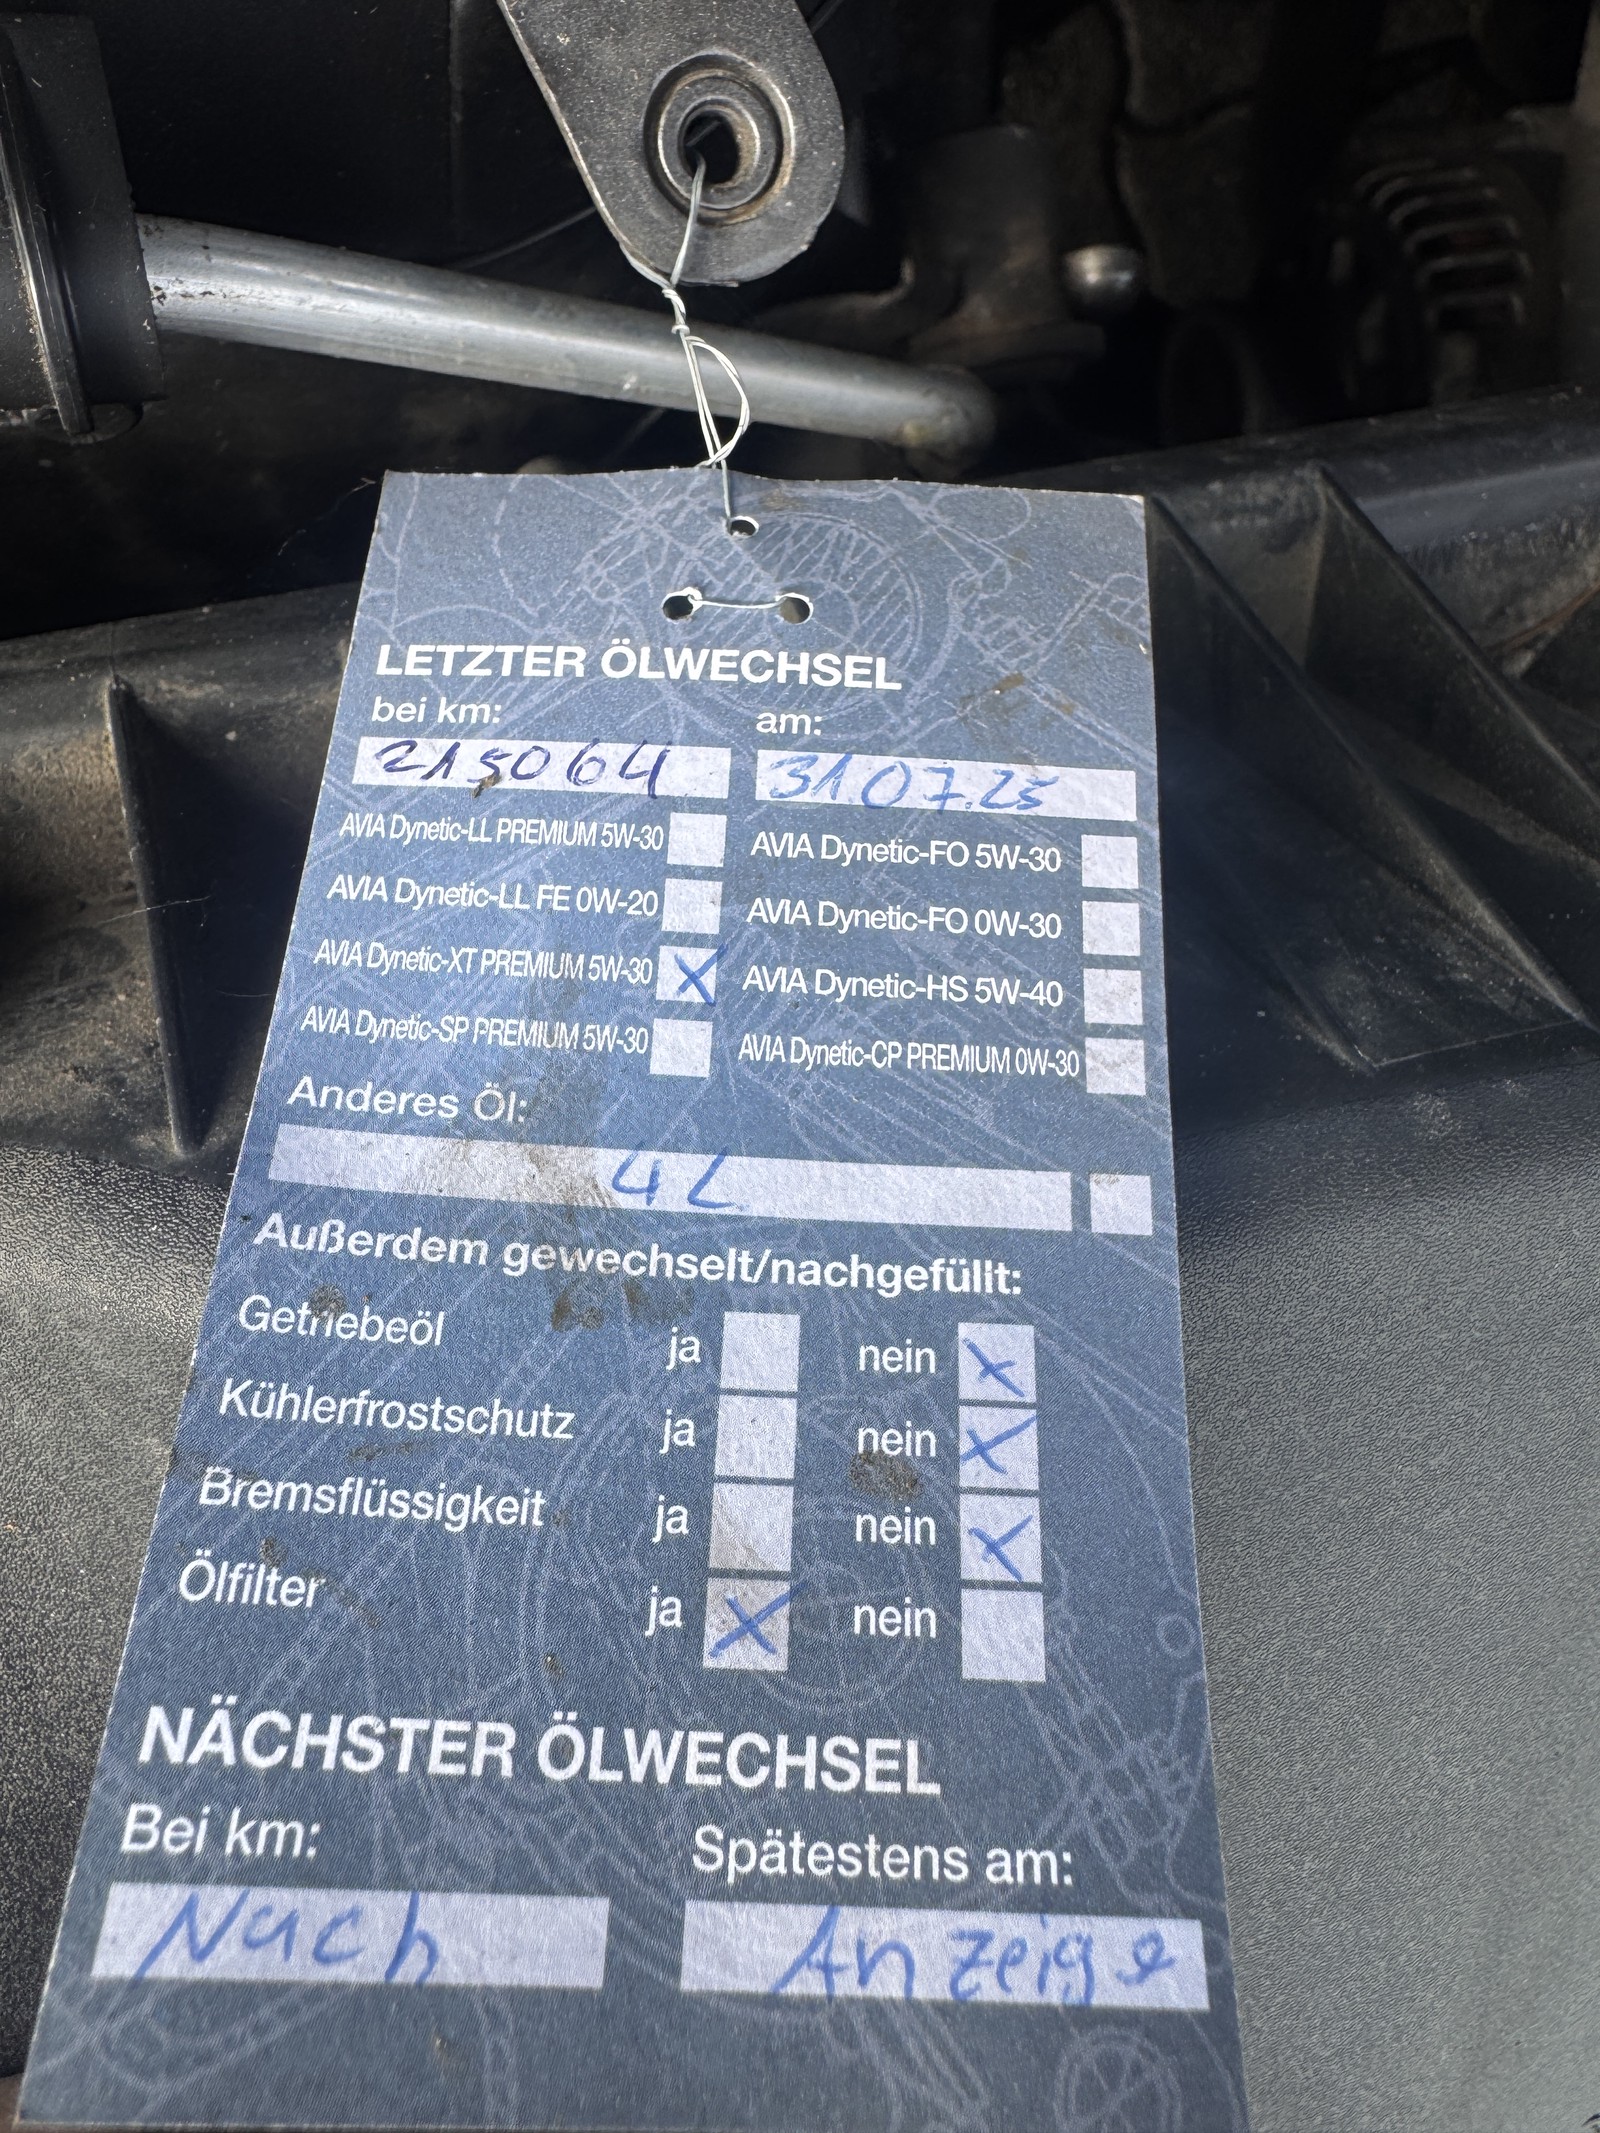 LETZTER ÖLWECHSEL
bei km: am:
215064 31.07.25
AVIA Dynetic-LL PREMIUM 5W-30 AVIA Dynetic-FO 5W-30
AVIA Dynetic-LL FE 0W-20 AVIA Dynetic-FO 0W-30
AVIA Dynetic-XT PREMIUM 5W-30 X AVIA Dynetic-HS 5W-40
AVIA Dynetic-SP PREMIUM 5W-30 AVIA Dynetic-CP PREMIUM 0W-30
Anderes Öl:
4 L
Außerdem gewechselt/nachgefüllt:
Getriebeöl ja nein X
Kühlerfrostschutz ja nein X
Bremsflüssigkeit ja nein X
Ölfilter ja X nein
NÄCHSTER ÖLWECHSEL
Bei km: Spätestens am:
Nach Anzeige